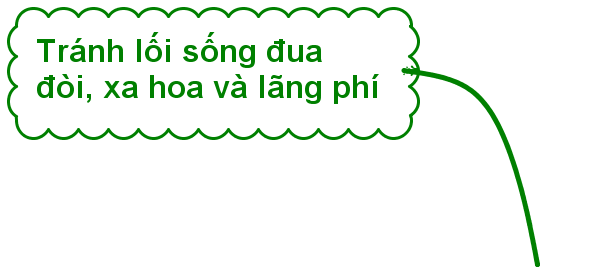 Tránh lối sống đua
đòi, xa hoa và lãng phí